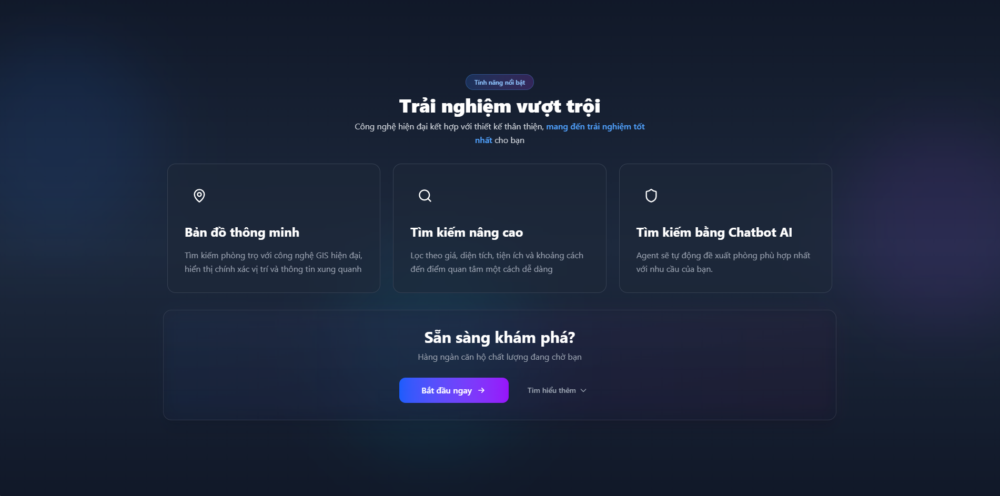 Tính năng nổi bật
Trải nghiệm vượt trội
Công nghệ hiện đại kết hợp với thiết kế thân thiện, mang đến trải nghiệm tốt
nhất cho bạn
Bản đồ thông minh
Tìm kiếm phòng trọ với công nghệ GIS hiện đại,
hiển thị chính xác vị trí và thông tin xung quanh
Tìm kiếm nâng cao
Lọc theo giá, diện tích, tiện ích và khoảng cách
đến điểm quan tâm một cách dễ dàng
Tìm kiếm bằng Chatbot AI
Agent sẽ tự động đề xuất phòng phù hợp nhất
với nhu cầu của bạn.
Sẵn sàng khám phá?
Hàng ngàn căn hộ chất lượng đang chờ bạn
Bắt đầu ngay
Tìm hiểu thêm